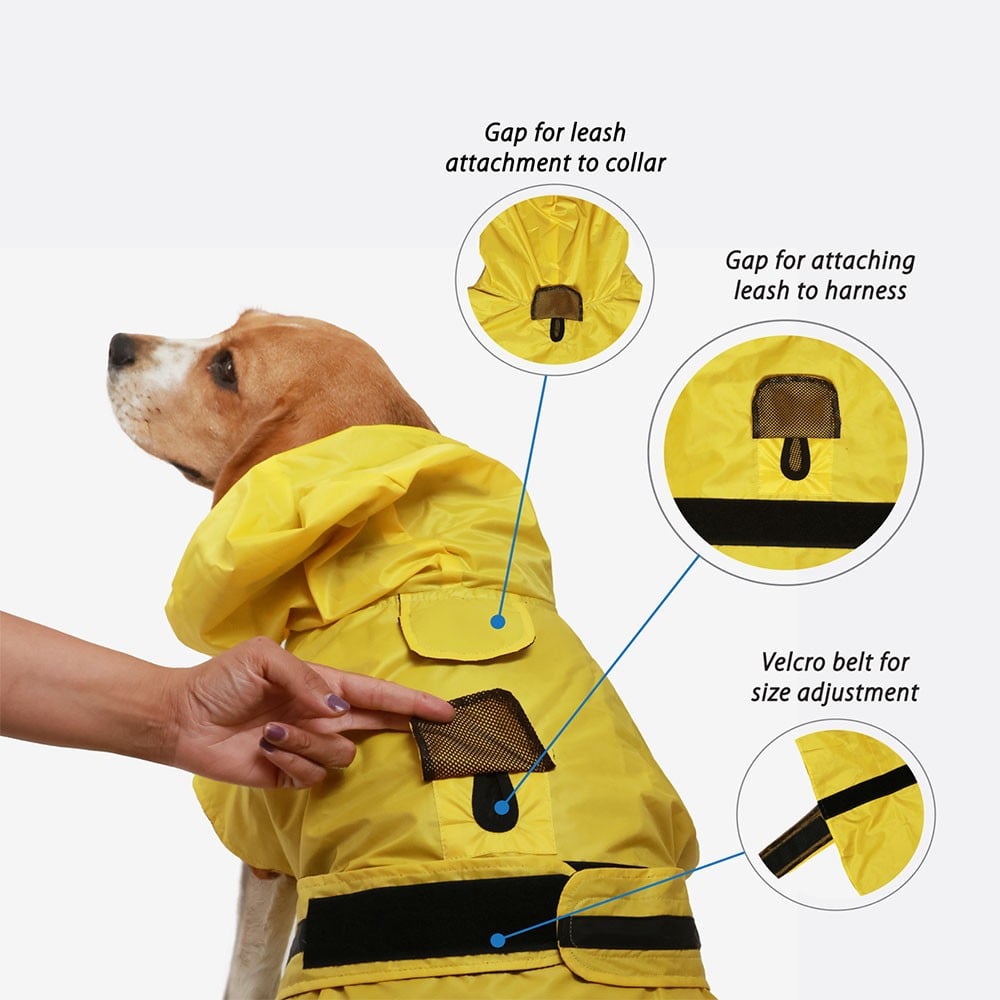 Gap for leash
attachment to collar
Gap for attaching
leash to harness
Velcro belt for
size adjustment